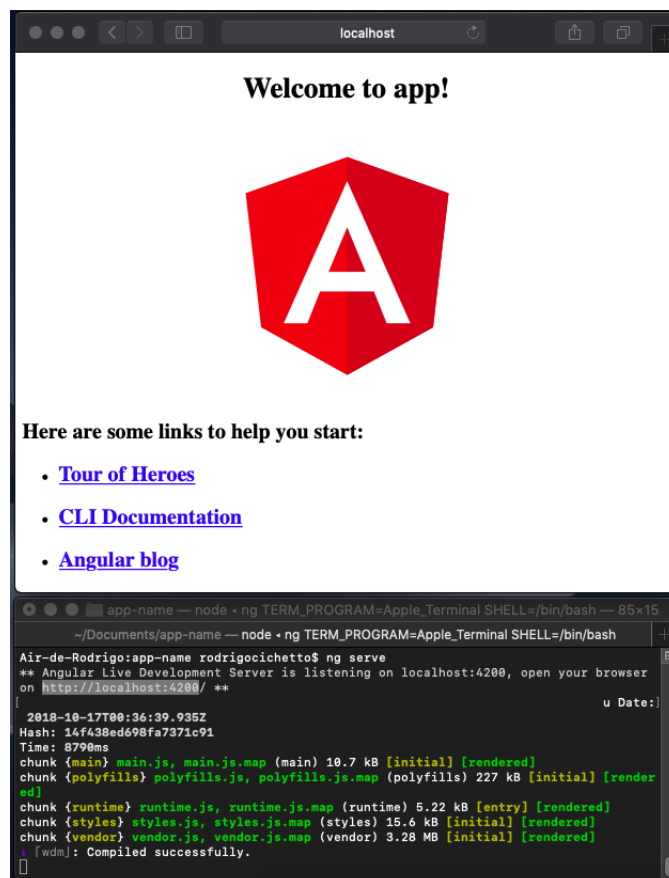 localhost
Welcome to app!
A
Here are some links to help you start:
• Tour of Heroes
• CLI Documentation
• Angular blog
app-name — node ◂ ng TERM_PROGRAM=Apple_Terminal SHELL=/bin/bash — 85×15
~/Documents/app-name — node ◂ ng TERM_PROGRAM=Apple_Terminal SHELL=/bin/bash
Air-de-Rodrigo:app-name rodrigocichetto$ ng serve
** Angular Live Development Server is listening on localhost:4200, open your browser
on http://localhost:4200/ **
[ u Date:]
2018-10-17T00:36:39.935Z
Hash: 14f438ed698fa7371c91
Time: 8790ms
chunk {main} main.js, main.js.map (main) 10.7 kB [initial] [rendered]
chunk {polyfills} polyfills.js, polyfills.js.map (polyfills) 227 kB [initial] [render
ed]
chunk {runtime} runtime.js, runtime.js.map (runtime) 5.22 kB [entry] [rendered]
chunk {styles} styles.js, styles.js.map (styles) 15.6 kB [initial] [rendered]
chunk {vendor} vendor.js, vendor.js.map (vendor) 3.28 MB [initial] [rendered]
ℹ ｢wdm｣: Compiled successfully.